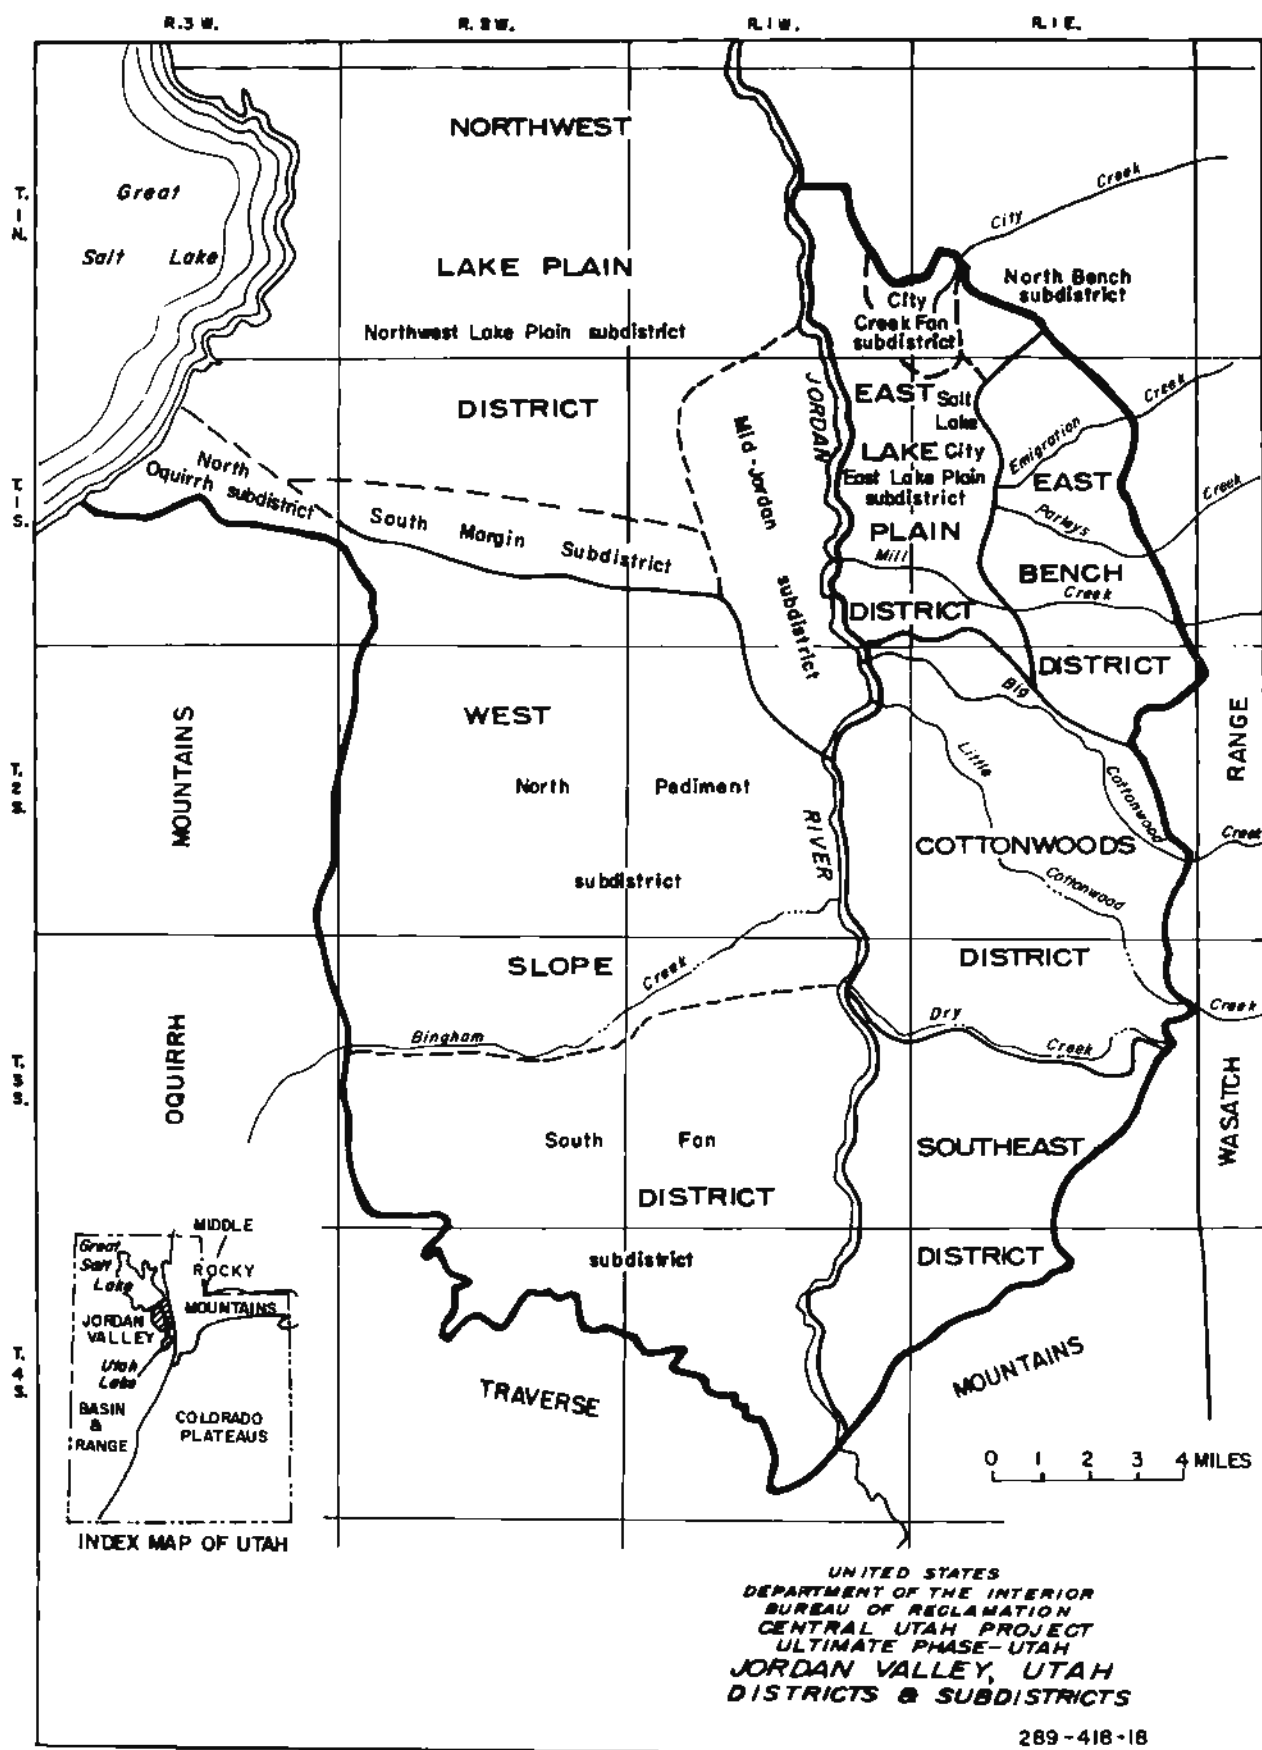 R.3 W.
R.2 W.
R.1 W.
R.1 E.
T.
1
N.
T.
1
S.
T.
2
S.
T.
3
S.
T.
4
S.
Great
Salt Lake
NORTHWEST
LAKE PLAIN
Northwest Lake Plain subdistrict
DISTRICT
City Creek
North Bench
subdistrict
City
Creek Fan
subdistrict
EAST
Salt
Lake
City
LAKE
East Lake Plain
subdistrict
PLAIN
DISTRICT
JORDAN
RIVER
Mid-Jordan
subdistrict
Emigration Creek
EAST
Parleys Creek
BENCH
Mill Creek
DISTRICT
North
Oquirrh subdistrict
South Margin Subdistrict
WEST
North Pediment
subdistrict
SLOPE
Bingham Creek
South Fan
DISTRICT
subdistrict
Big Cottonwood Creek
Little Cottonwood Creek
COTTONWOODS
DISTRICT
Dry Creek
SOUTHEAST
DISTRICT
OQUIRRH MOUNTAINS
WASATCH RANGE
TRAVERSE MOUNTAINS
0 1 2 3 4 MILES
MIDDLE
ROCKY
MOUNTAINS
Great
Salt
Lake
JORDAN
VALLEY
Utah
Lake
BASIN
&
RANGE
COLORADO
PLATEAUS
INDEX MAP OF UTAH
UNITED STATES
DEPARTMENT OF THE INTERIOR
BUREAU OF RECLAMATION
CENTRAL UTAH PROJECT
ULTIMATE PHASE-UTAH
JORDAN VALLEY, UTAH
DISTRICTS & SUBDISTRICTS
289-418-18